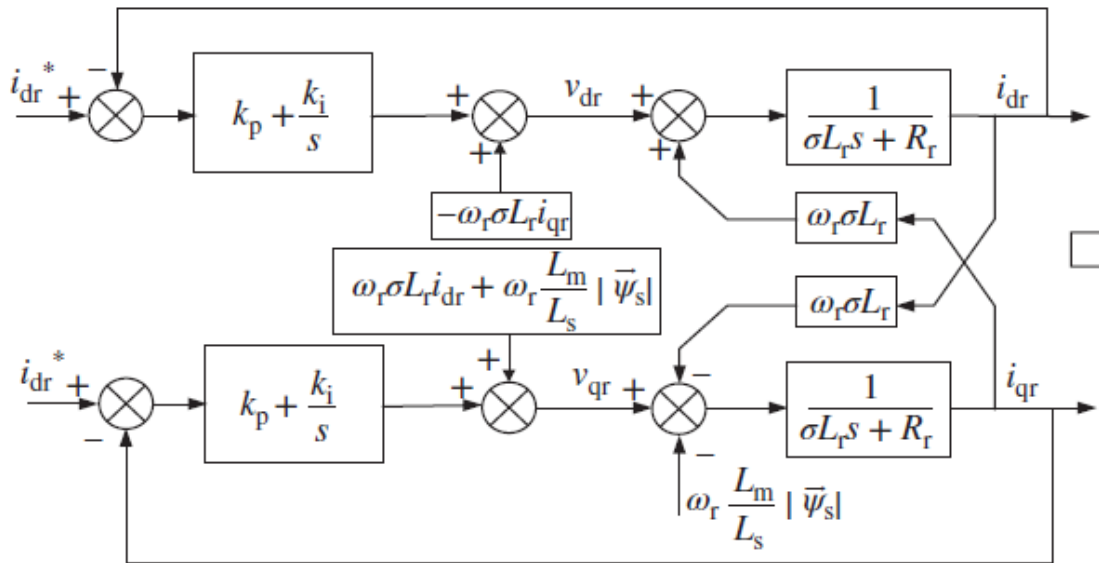 i_dr* + −
k_p + k_i/s
+ +
v_dr
+ +
1/(σL_r s + R_r)
i_dr
−ω_r σL_r i_qr
ω_r σL_r
ω_r σL_r i_dr + ω_r L_m/L_s | ψ⃗_s|
ω_r σL_r
i_dr* + −
k_p + k_i/s
+ +
v_qr
+ − −
1/(σL_r s + R_r)
i_qr
ω_r L_m/L_s | ψ⃗_s|